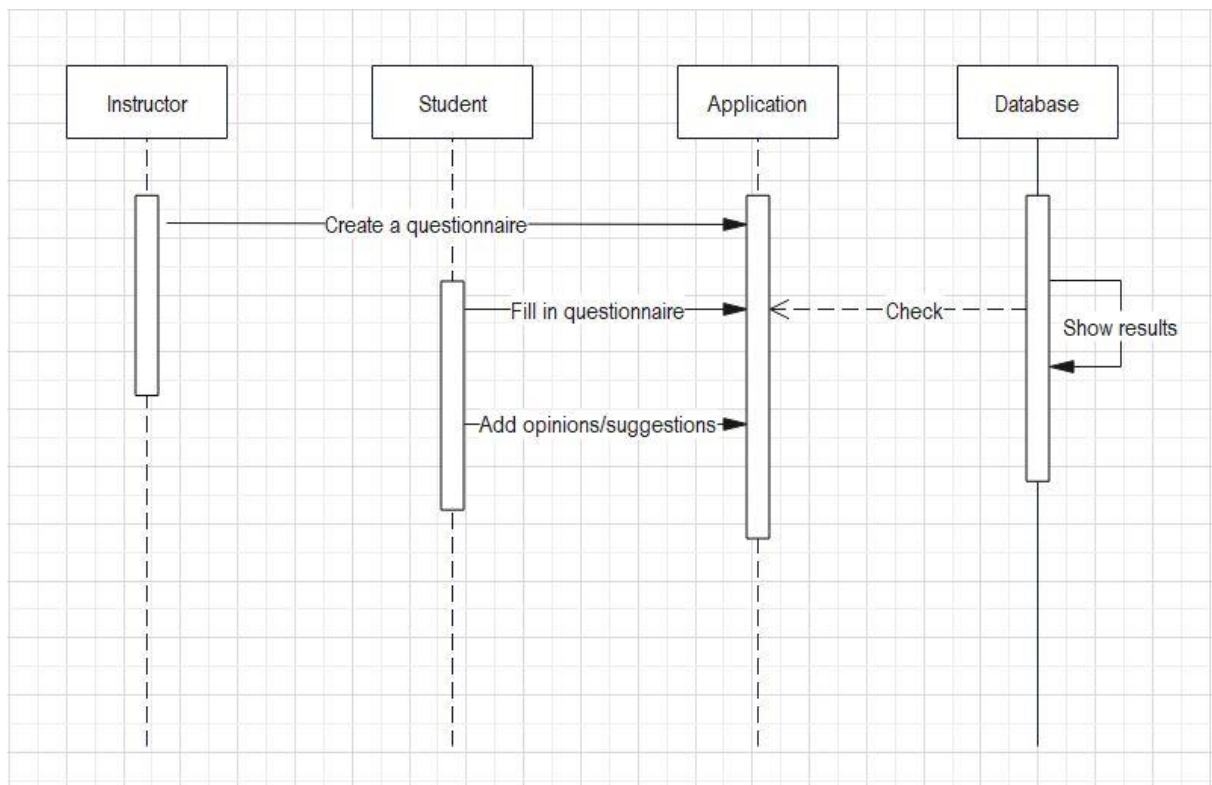 Instructor
Student
Application
Database
Create a questionnaire
Fill in questionnaire
Check
Show results
Add opinions/suggestions